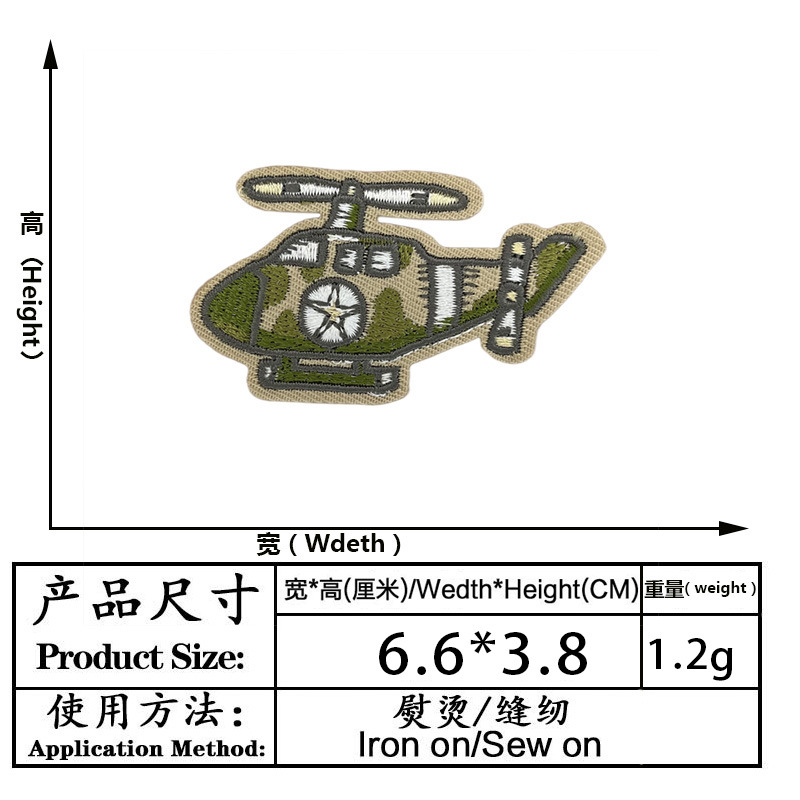 高（Height）
宽（Wdeth）
产品尺寸
Product Size:
宽*高(厘米)/Wedth*Height(CM)
重量( weight )
6.6*3.8
1.2g
使用方法：
Application Method:
熨烫/缝纫
Iron on/Sew on